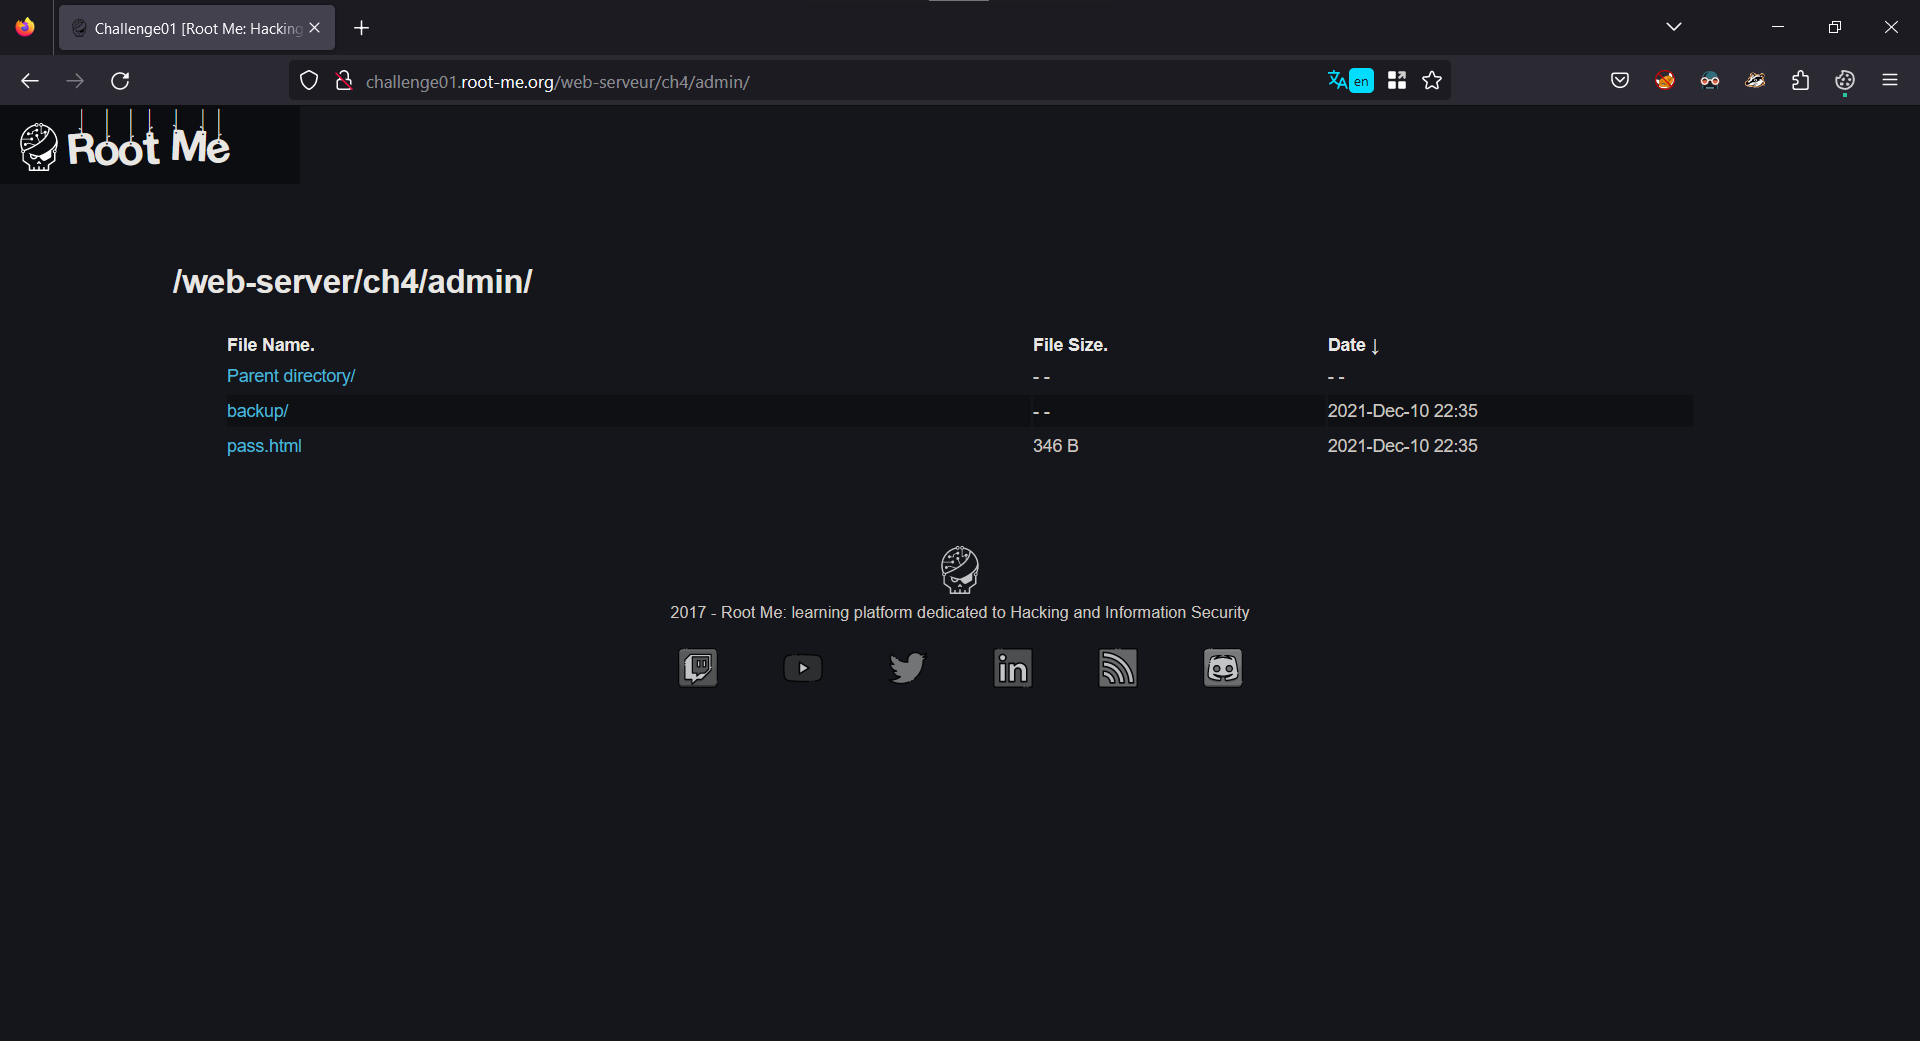 Challenge01 [Root Me: Hacking
challenge01.root-me.org/web-serveur/ch4/admin/
en
Root Me
/web-server/ch4/admin/
File Name. File Size. Date ↓
Parent directory/ - - - -
backup/ - - 2021-Dec-10 22:35
pass.html 346 B 2021-Dec-10 22:35
2017 - Root Me: learning platform dedicated to Hacking and Information Security
in